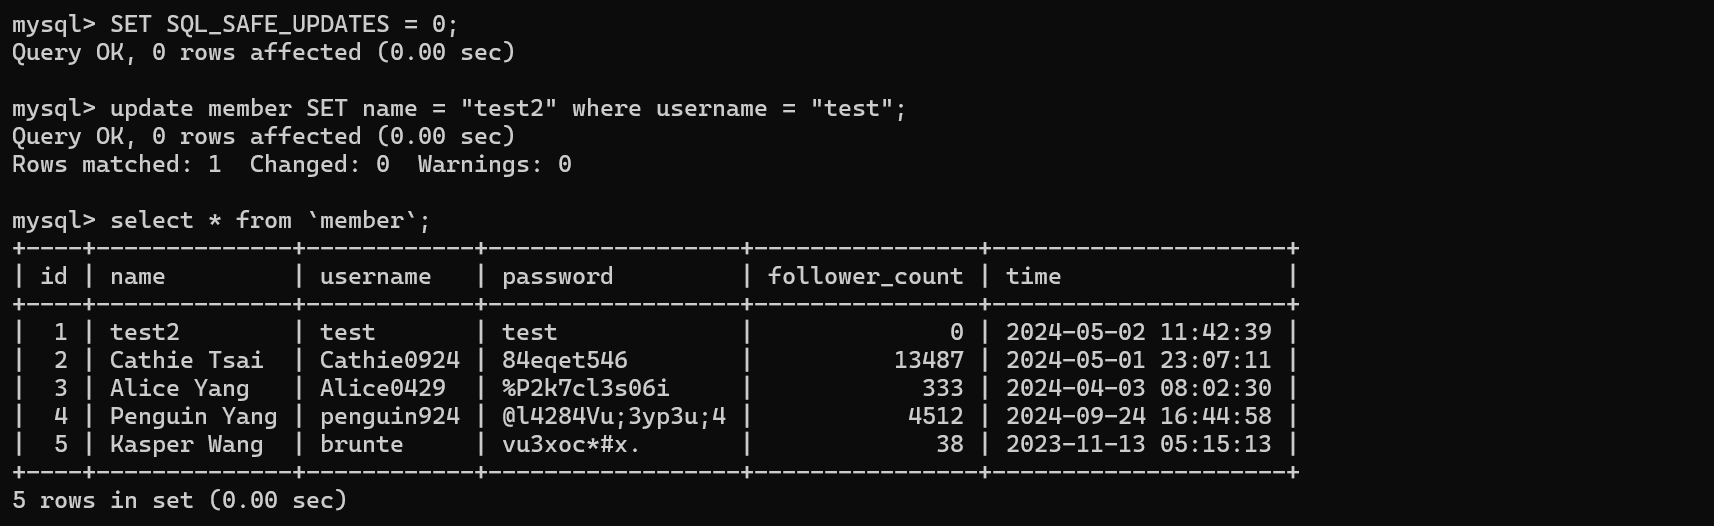 mysql> SET SQL_SAFE_UPDATES = 0;
Query OK, 0 rows affected (0.00 sec)

mysql> update member SET name = "test2" where username = "test";
Query OK, 0 rows affected (0.00 sec)
Rows matched: 1  Changed: 0  Warnings: 0

mysql> select * from `member`;
+----+--------------+------------+------------------+----------------+---------------------+
| id | name         | username   | password         | follower_count | time                |
+----+--------------+------------+------------------+----------------+---------------------+
|  1 | test2        | test       | test             |              0 | 2024-05-02 11:42:39 |
|  2 | Cathie Tsai  | Cathie0924 | 84eqet546        |          13487 | 2024-05-01 23:07:11 |
|  3 | Alice Yang   | Alice0429  | %P2k7cl3s06i     |            333 | 2024-04-03 08:02:30 |
|  4 | Penguin Yang | penguin924 | @l4284Vu;3yp3u;4 |           4512 | 2024-09-24 16:44:58 |
|  5 | Kasper Wang  | brunte     | vu3xoc*#x.       |             38 | 2023-11-13 05:15:13 |
+----+--------------+------------+------------------+----------------+---------------------+
5 rows in set (0.00 sec)